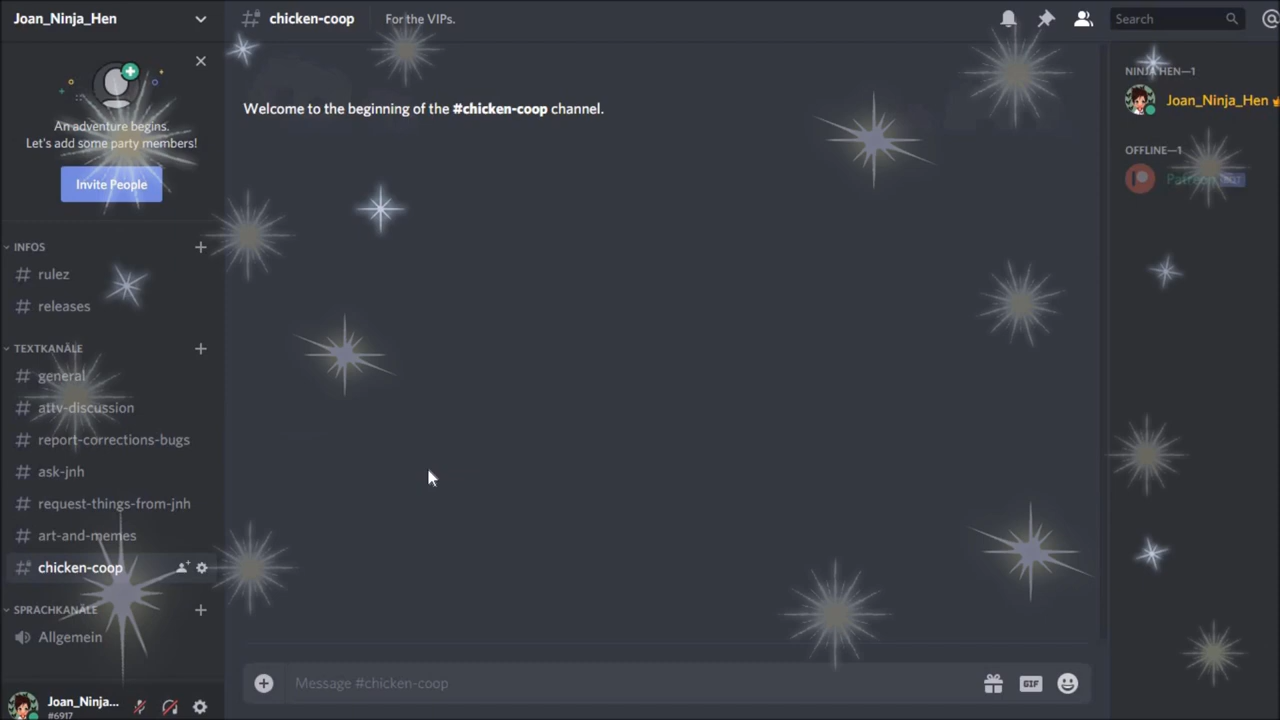 Joan_Ninja_Hen
chicken-coop
For the VIPs.
Search
An adventure begins.
Let's add some party members!
Invite People
INFOS
rulez
releases
TEXTKANÄLE
general
attv-discussion
report-corrections-bugs
ask-jnh
request-things-from-jnh
art-and-memes
chicken-coop
SPRACHKANÄLE
Allgemein
Joan_Ninja...
#6917
Welcome to the beginning of the #chicken-coop channel.
Message #chicken-coop
GIF
NINJA HEN—1
Joan_Ninja_Hen
OFFLINE—1
Patreon BOT